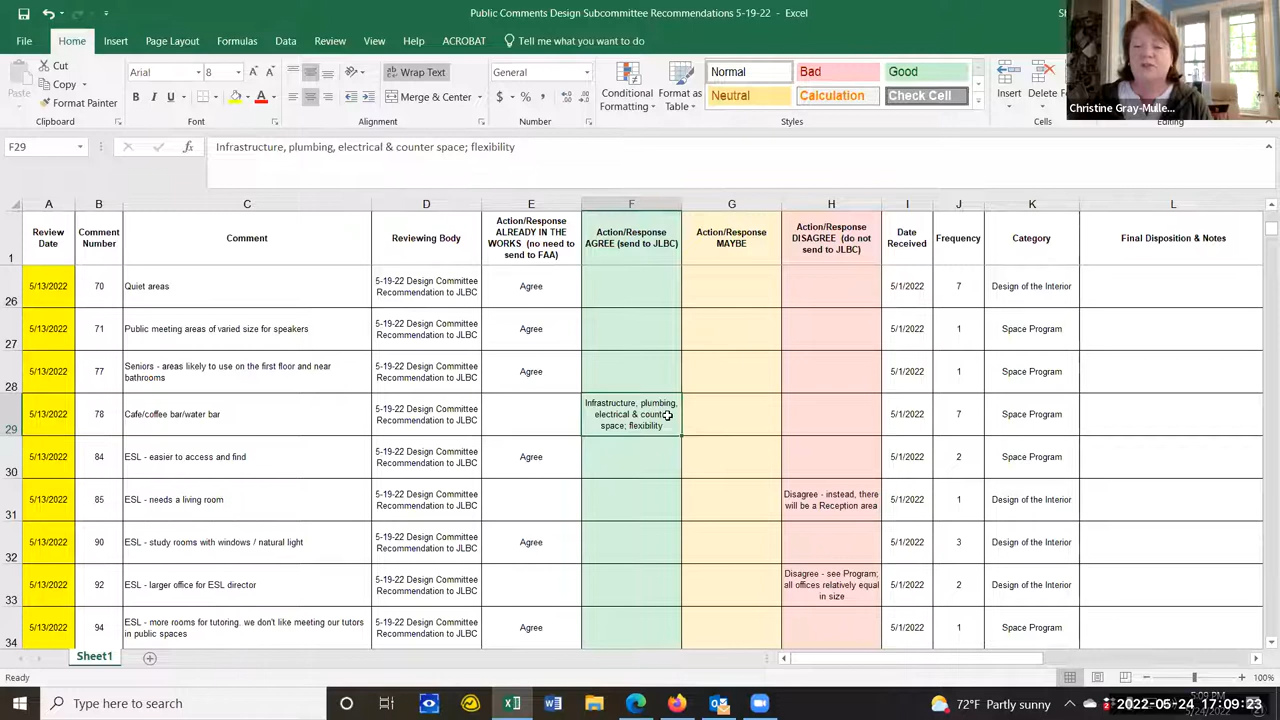 Public Comments Design Subcommittee Recommendations 5-19-22 - Excel
File Home Insert Page Layout Formulas Data Review View Help ACROBAT Tell me what you want to do
Cut
Copy
Format Painter
Paste
Clipboard
Arial 8
B I U
Font
Wrap Text
Merge & Center
Alignment
General
$ % ,
Number
Conditional Formatting
Format as Table
Normal Bad Good
Neutral Calculation Check Cell
Styles
Insert Delete
Cells
Editing
Christine Gray-Mulle...
F29 fx Infrastructure, plumbing, electrical & counter space; flexibility
A B C D E F G H I J K L
1 Review Date Comment Number Comment Reviewing Body Action/Response ALREADY IN THE WORKS (no need to send to FAA) Action/Response AGREE (send to JLBC) Action/Response MAYBE Action/Response DISAGREE (do not send to JLBC) Date Received Frequency Category Final Disposition & Notes
26 5/13/2022 70 Quiet areas 5-19-22 Design Committee Recommendation to JLBC Agree 5/1/2022 7 Design of the Interior
27 5/13/2022 71 Public meeting areas of varied size for speakers 5-19-22 Design Committee Recommendation to JLBC Agree 5/1/2022 1 Space Program
28 5/13/2022 77 Seniors - areas likely to use on the first floor and near bathrooms 5-19-22 Design Committee Recommendation to JLBC Agree 5/1/2022 1 Space Program
29 5/13/2022 78 Cafe/coffee bar/water bar 5-19-22 Design Committee Recommendation to JLBC Infrastructure, plumbing, electrical & counter space; flexibility 5/1/2022 7 Space Program
30 5/13/2022 84 ESL - easier to access and find 5-19-22 Design Committee Recommendation to JLBC Agree 5/1/2022 2 Space Program
31 5/13/2022 85 ESL - needs a living room 5-19-22 Design Committee Recommendation to JLBC Disagree - instead, there will be a Reception area 5/1/2022 1 Design of the Interior
32 5/13/2022 90 ESL - study rooms with windows / natural light 5-19-22 Design Committee Recommendation to JLBC Agree 5/1/2022 3 Design of the Interior
33 5/13/2022 92 ESL - larger office for ESL director 5-19-22 Design Committee Recommendation to JLBC Disagree - see Program; all offices relatively equal in size 5/1/2022 2 Design of the Interior
34 5/13/2022 94 ESL - more rooms for tutoring. we don't like meeting our tutors in public spaces 5-19-22 Design Committee Recommendation to JLBC Agree 5/1/2022 1 Space Program
Sheet1
Ready
100%
Type here to search
72°F Partly sunny
5:09 PM
2022-05-24 17:09:23